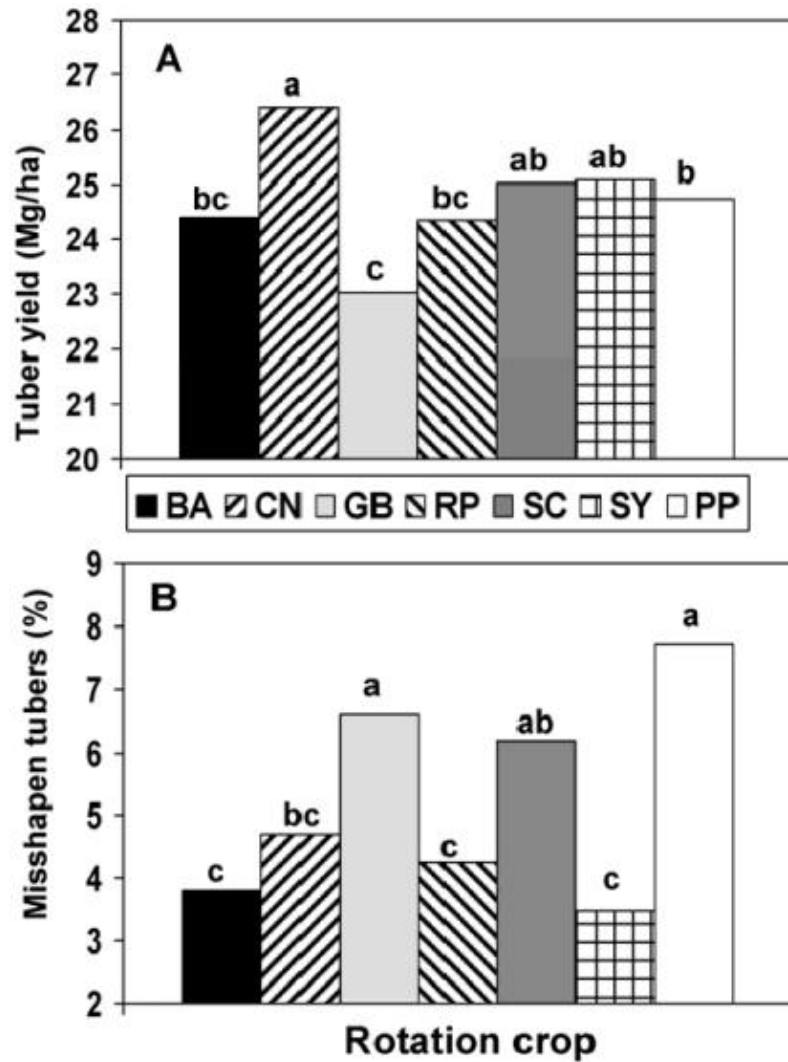 A
Tuber yield (Mg/ha)
28
27
26
25
24
23
22
21
20
bc
a
c
bc
ab
ab
b
BA CN GB RP SC SY PP
B
Misshapen tubers (%)
9
8
7
6
5
4
3
2
c
bc
a
c
ab
c
a
Rotation crop